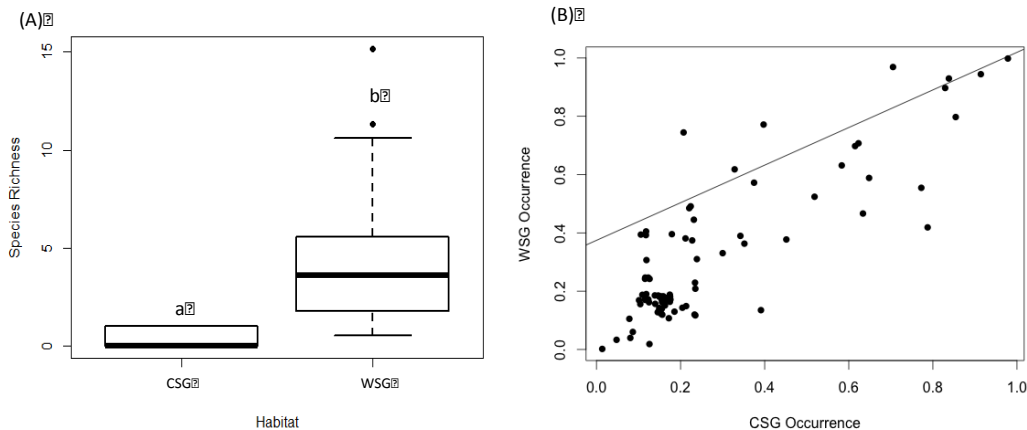 (A)⍰
Species Richness
15
10
5
0
a⍰
b⍰
CSG⍰
WSG⍰
Habitat
(B)⍰
WSG Occurrence
1.0
0.8
0.6
0.4
0.2
0.0
0.0 0.2 0.4 0.6 0.8 1.0
CSG Occurrence